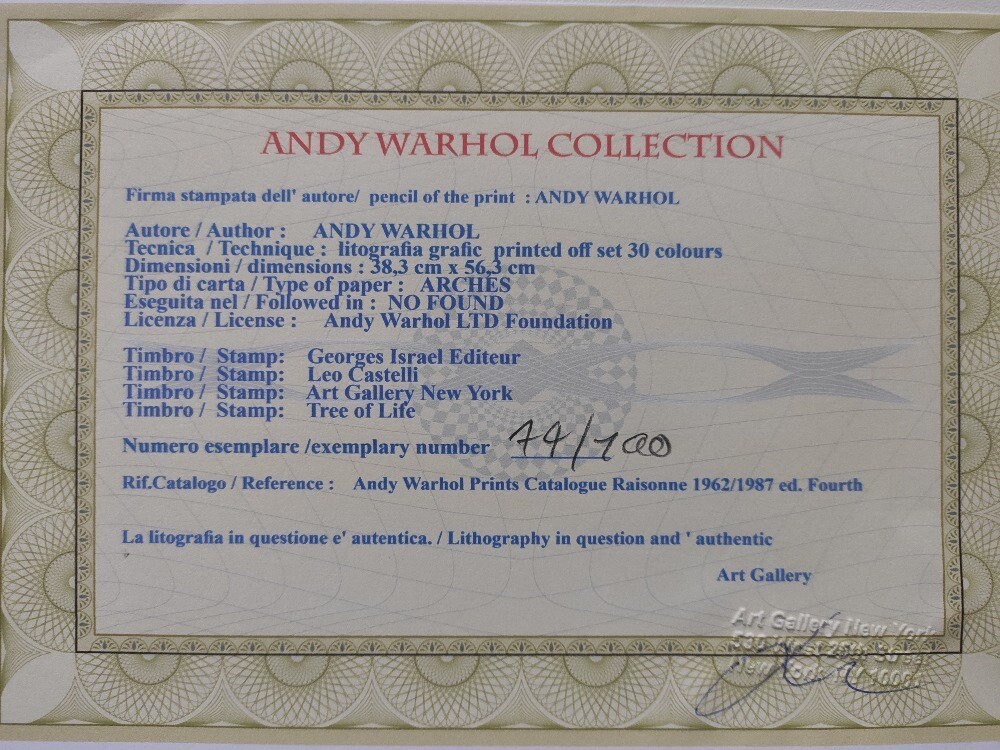 ANDY WARHOL COLLECTION
Firma stampata dell' autore/ pencil of the print : ANDY WARHOL
Autore / Author : ANDY WARHOL
Tecnica / Technique : litografia grafic printed off set 30 colours
Dimensioni / dimensions : 38,3 cm x 56,3 cm
Tipo di carta / Type of paper : ARCHES
Eseguita nel / Followed in : NO FOUND
Licenza / License : Andy Warhol LTD Foundation
Timbro / Stamp: Georges Israel Editeur
Timbro / Stamp: Leo Castelli
Timbro / Stamp: Art Gallery New York
Timbro / Stamp: Tree of Life
Numero esemplare /exemplary number 74/100
Rif.Catalogo / Reference : Andy Warhol Prints Catalogue Raisonne 1962/1987 ed. Fourth
La litografia in questione e' autentica. / Lithography in question and ' authentic
Art Gallery
Art Gallery New York
New York